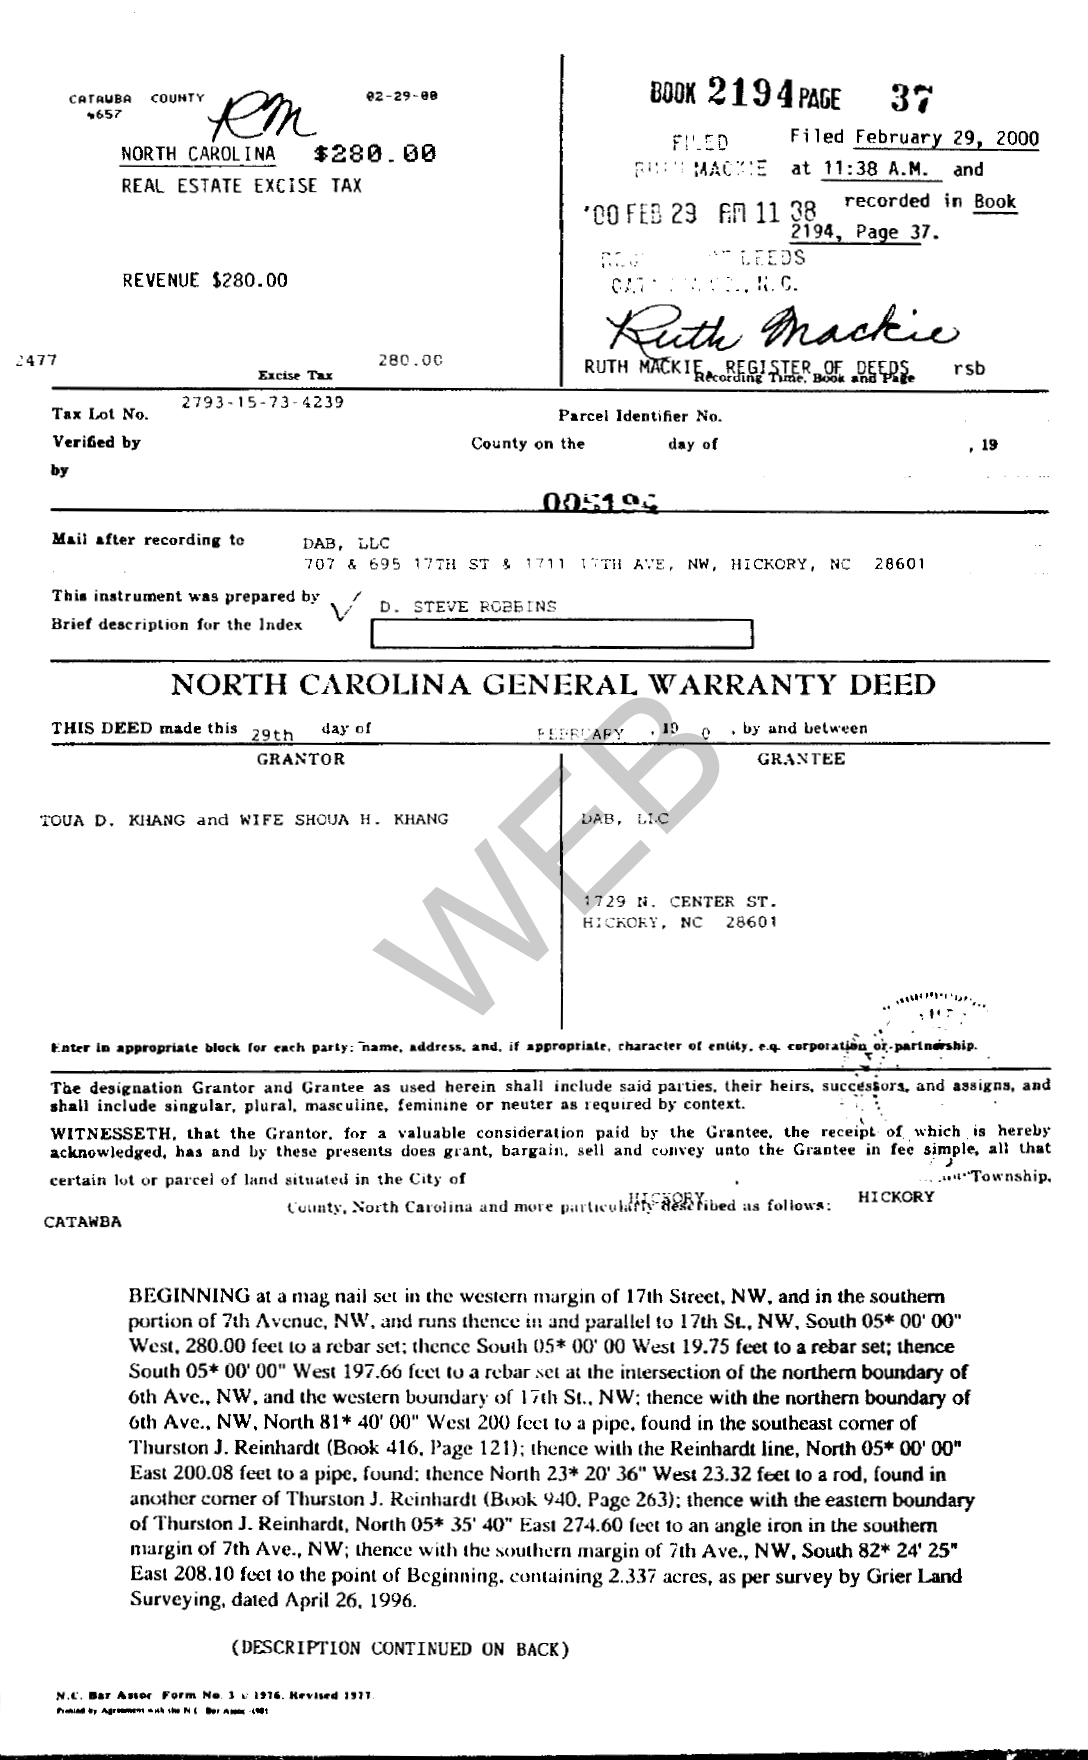 CATAWBA COUNTY 02-29-00
4657
RM
NORTH CAROLINA $280.00
REAL ESTATE EXCISE TAX
REVENUE $280.00
2477 280.00
Excise Tax
BOOK 2194 PAGE 37
FILED Filed February 29, 2000
RUTH MACKIE at 11:38 A.M. and
'00 FEB 29 AM 11 38 recorded in Book
2194, Page 37.
DEEDS
N.C.
Ruth Mackie
RUTH MACKIE, REGISTER OF DEEDS rsb
Recording Time, Book and Page
Tax Lot No. 2793-15-73-4239 Parcel Identifier No.
Verified by County on the day of , 19
by
Mail after recording to DAB, LLC
707 & 695 17TH ST & 1711 17TH AVE, NW, HICKORY, NC 28601
This instrument was prepared by D. STEVE ROBBINS
Brief description for the Index
NORTH CAROLINA GENERAL WARRANTY DEED
THIS DEED made this 29th day of FEBRUARY , 19 0 , by and between
GRANTOR GRANTEE
TOUA D. KHANG and WIFE SHOUA H. KHANG DAB, LLC
1729 N. CENTER ST.
HICKORY, NC 28601
WEB
Enter in appropriate block for each party: name, address, and, if appropriate, character of entity, e.q. corporation or partnership.
The designation Grantor and Grantee as used herein shall include said parties, their heirs, successors, and assigns, and
shall include singular, plural, masculine, feminine or neuter as required by context.
WITNESSETH, that the Grantor, for a valuable consideration paid by the Grantee, the receipt of which is hereby
acknowledged, has and by these presents does grant, bargain, sell and convey unto the Grantee in fee simple, all that
certain lot or parcel of land situated in the City of HICKORY , HICKORY Township,
CATAWBA County, North Carolina and more particularly described as follows:
BEGINNING at a mag nail set in the western margin of 17th Street, NW, and in the southern
portion of 7th Avenue, NW, and runs thence in and parallel to 17th St., NW, South 05* 00' 00"
West, 280.00 feet to a rebar set; thence South 05* 00' 00 West 19.75 feet to a rebar set; thence
South 05* 00' 00" West 197.66 feet to a rebar set at the intersection of the northern boundary of
6th Ave., NW, and the western boundary of 17th St., NW; thence with the northern boundary of
6th Ave., NW, North 81* 40' 00" West 200 feet to a pipe, found in the southeast corner of
Thurston J. Reinhardt (Book 416, Page 121); thence with the Reinhardt line, North 05* 00' 00"
East 200.08 feet to a pipe, found; thence North 23* 20' 36" West 23.32 feet to a rod, found in
another corner of Thurston J. Reinhardt (Book 940, Page 263); thence with the eastern boundary
of Thurston J. Reinhardt, North 05* 35' 40" East 274.60 feet to an angle iron in the southern
margin of 7th Ave., NW; thence with the southern margin of 7th Ave., NW, South 82* 24' 25"
East 208.10 feet to the point of Beginning, containing 2.337 acres, as per survey by Grier Land
Surveying, dated April 26, 1996.
(DESCRIPTION CONTINUED ON BACK)
N.C. Bar Assoc Form No. 3 © 1976, Revised 1977
Printed by Agreement with the N.C. Bar Assoc -1981